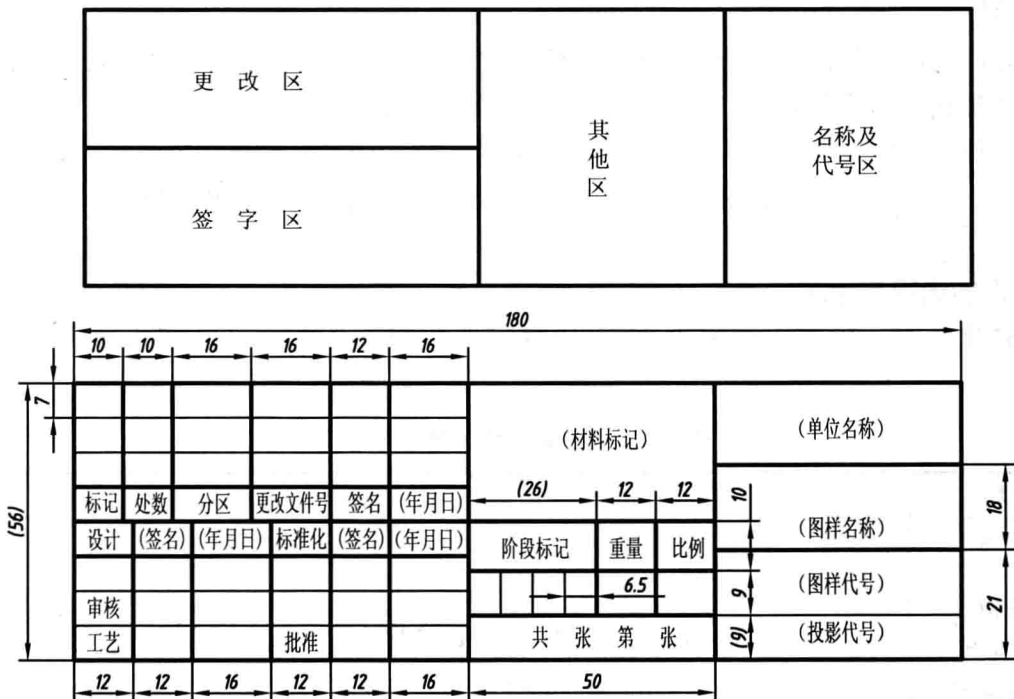 更 改 区
签 字 区
其
他
区
名称及
代号区
180
10 10 16 16 12 16
7
(56)
(材料标记)
(单位名称)
(26) 12 12
10
18
标记 处数 分区 更改文件号 签名 (年月日)
设计 (签名) (年月日) 标准化 (签名) (年月日)
阶段标记 重量 比例
(图样名称)
6.5
9
(图样代号)
21
审核
工艺 批准
共 张 第 张
(9)
(投影代号)
12 12 16 12 12 16 50